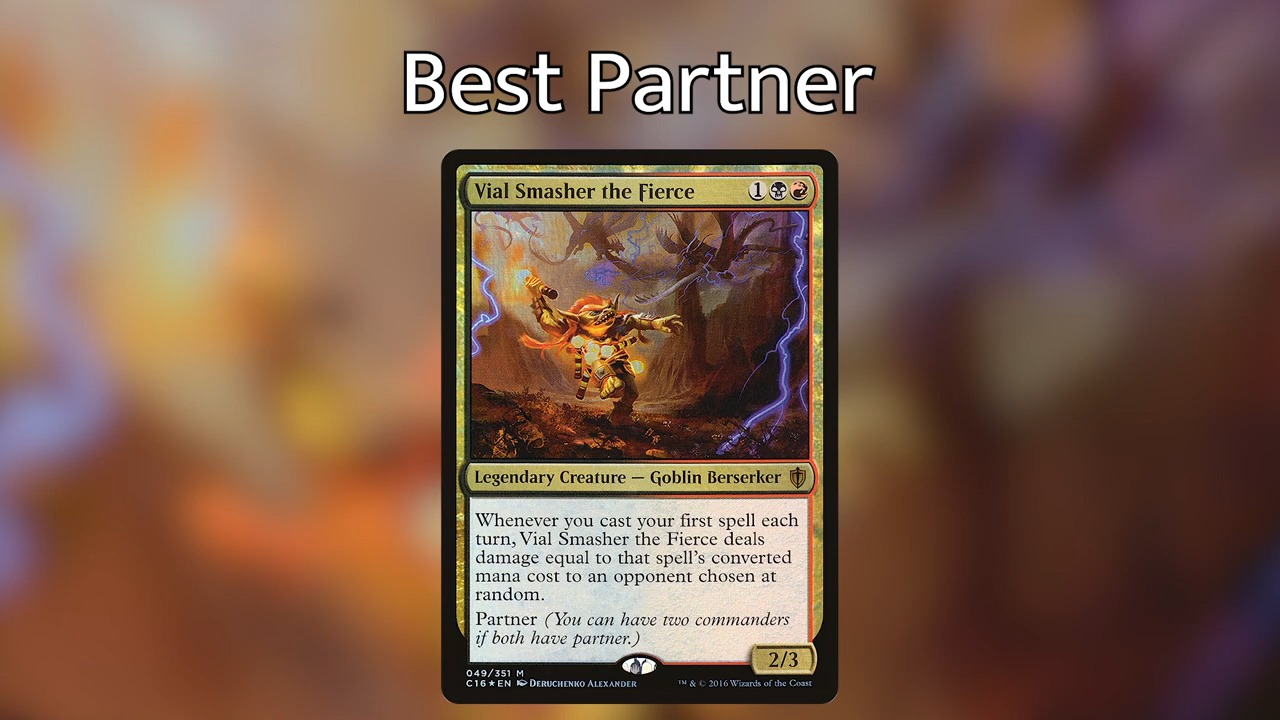 Best Partner
Vial Smasher the Fierce 1
Legendary Creature — Goblin Berserker
Whenever you cast your first spell each
turn, Vial Smasher the Fierce deals
damage equal to that spell's converted
mana cost to an opponent chosen at
random.
Partner (You can have two commanders
if both have partner.)
2/3
049/351 M
C16★EN Deruchenko Alexander ™ & © 2016 Wizards of the Coast